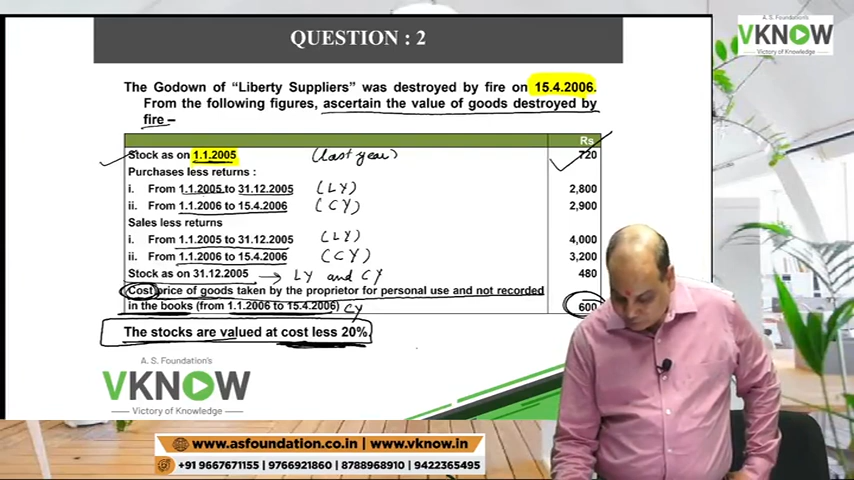 QUESTION : 2
A. S. Foundation's
VKNOW
Victory of Knowledge
The Godown of "Liberty Suppliers" was destroyed by fire on 15.4.2006.
From the following figures, ascertain the value of goods destroyed by
fire –
Rs
Stock as on 1.1.2005 (last year) 720
Purchases less returns :
i. From 1.1.2005 to 31.12.2005 (LY) 2,800
ii. From 1.1.2006 to 15.4.2006 (CY) 2,900
Sales less returns
i. From 1.1.2005 to 31.12.2005 (LY) 4,000
ii. From 1.1.2006 to 15.4.2006 (CY) 3,200
Stock as on 31.12.2005 → LY and CY 480
Cost price of goods taken by the proprietor for personal use and not recorded
in the books (from 1.1.2006 to 15.4.2006) CY 600
The stocks are valued at cost less 20%.
A. S. Foundation's
VKNOW
Victory of Knowledge
www.asfoundation.co.in | www.vknow.in
+91 9667671155 | 9766921860 | 8788968910 | 9422365495